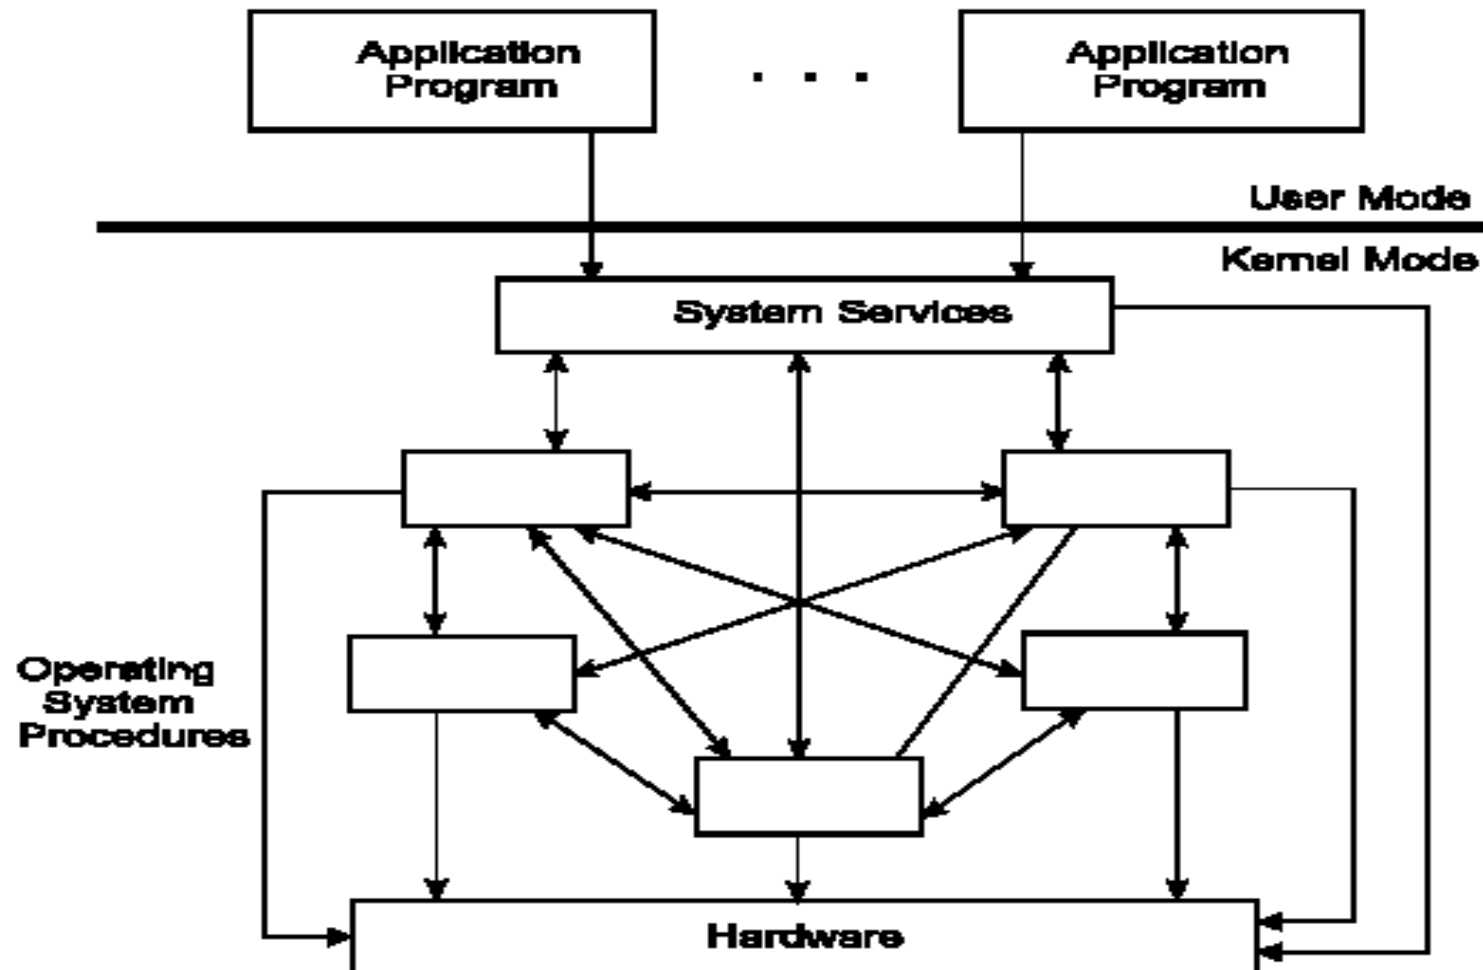 Application
Program
. . .
Application
Program
User Mode
Kernel Mode
System Services
Operating
System
Procedures
Hardware